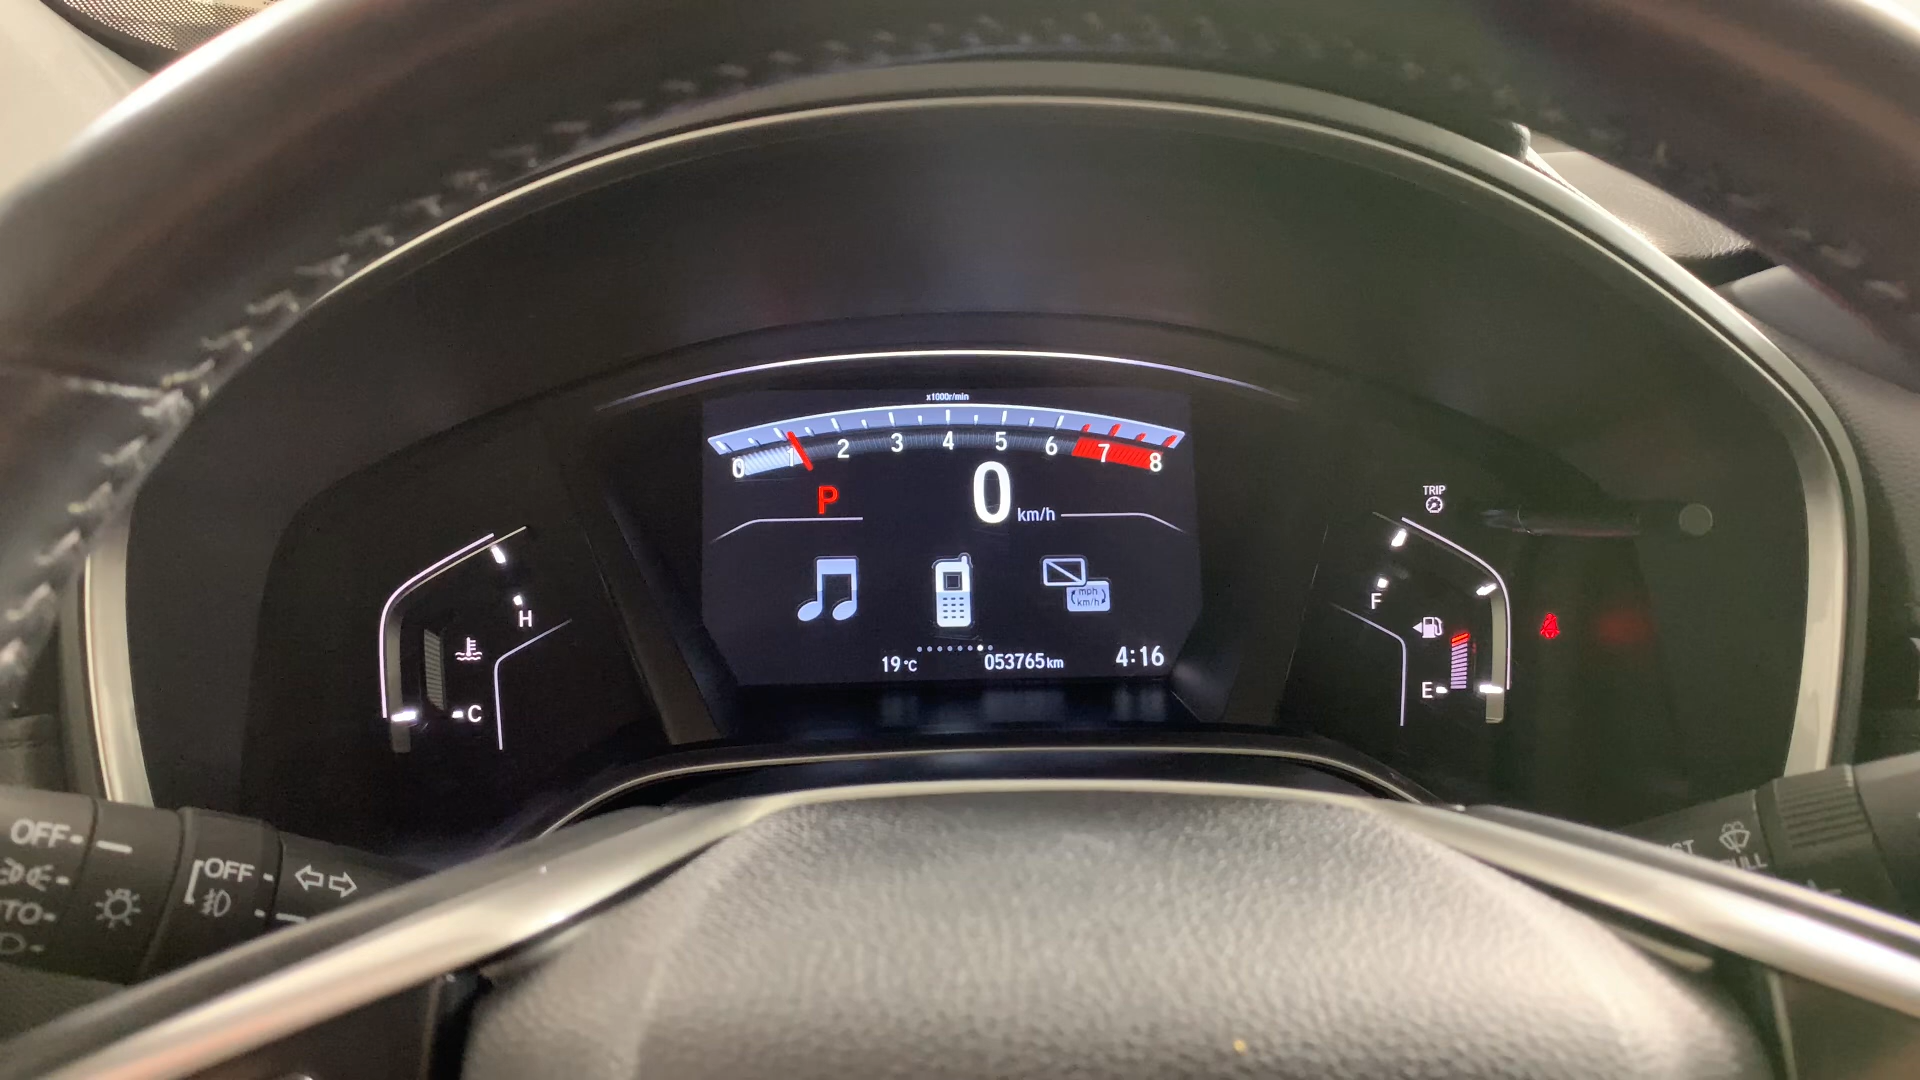 x1000r/min
0 1 2 3 4 5 6 7 8
P
0 km/h
TRIP
H
F
mph
km/h
C
E
19°C
053765km
4:16
OFF
OFF
PULL